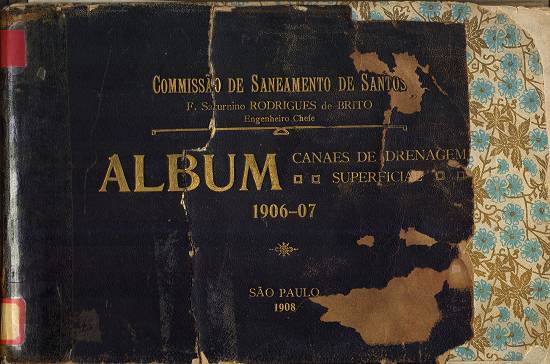 COMMISSÃO DE SANEAMENTO DE SANTOS
F. Saturnino RODRIGUES de BRITO
Engenheiro Chefe
ALBUM CANAES DE DRENAGEM
SUPERFICIAL
1906-07
SÃO PAULO
1908